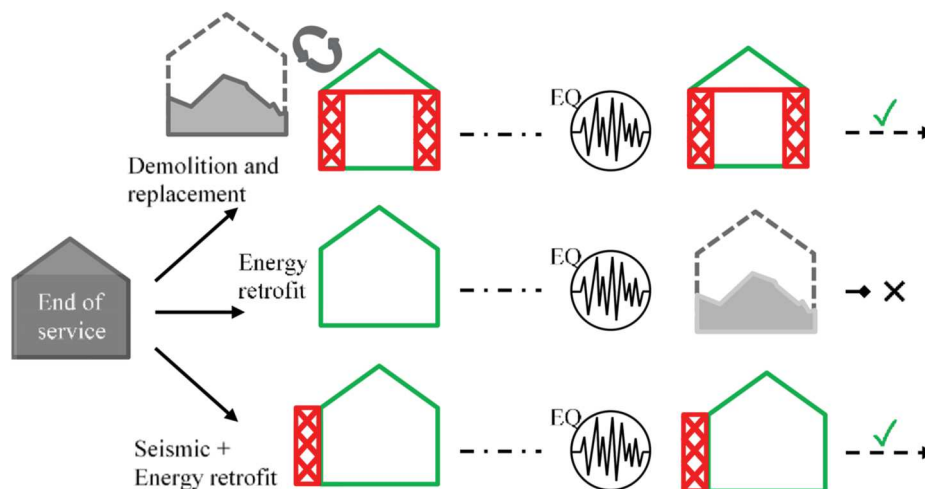 EQ
Demolition and
replacement
Energy
retrofit
EQ
End of
service
EQ
Seismic +
Energy retrofit